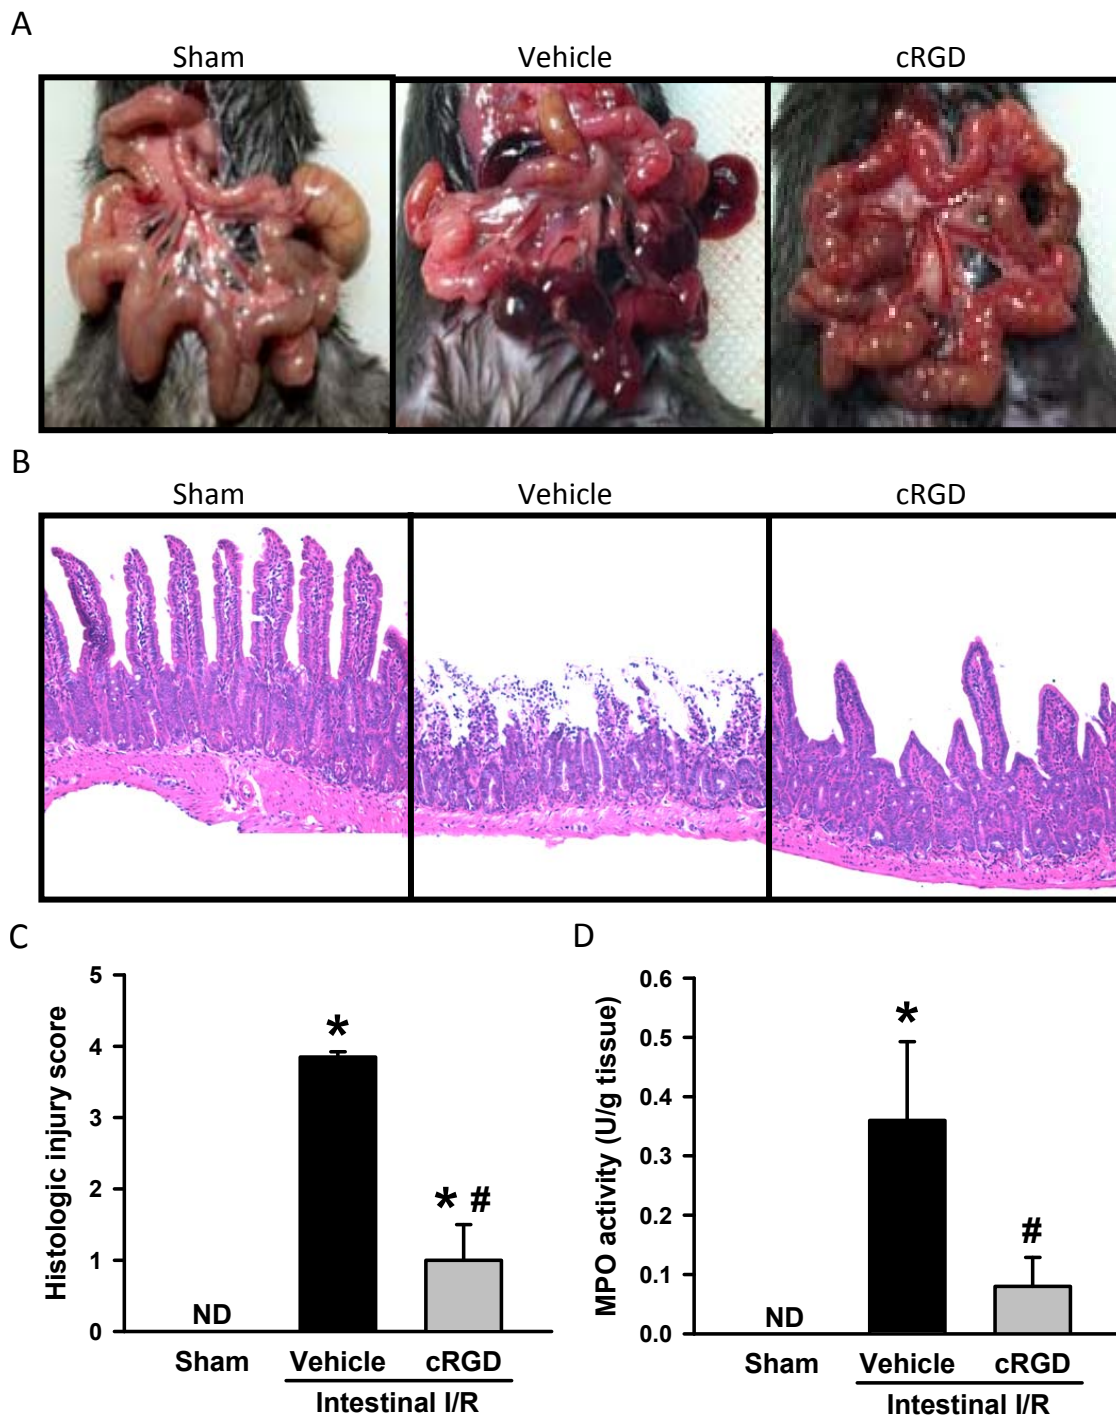 A
Sham Vehicle cRGD
B
Sham Vehicle cRGD
C
Histologic injury score
5
4
3
2
1
0
ND
*
* #
Sham Vehicle cRGD
Intestinal I/R
D
MPO activity (U/g tissue)
0.6
0.5
0.4
0.3
0.2
0.1
0.0
ND
*
#
Sham Vehicle cRGD
Intestinal I/R